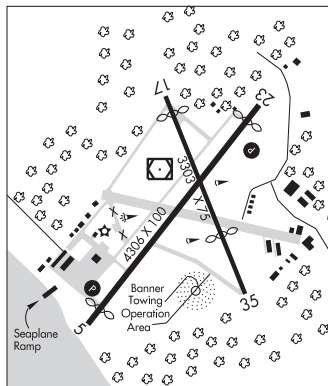 17
23
P
3303 X 75
4306 X 100
X
X
P
Banner
Towing
Operation
Area
35
5
Seaplane
Ramp